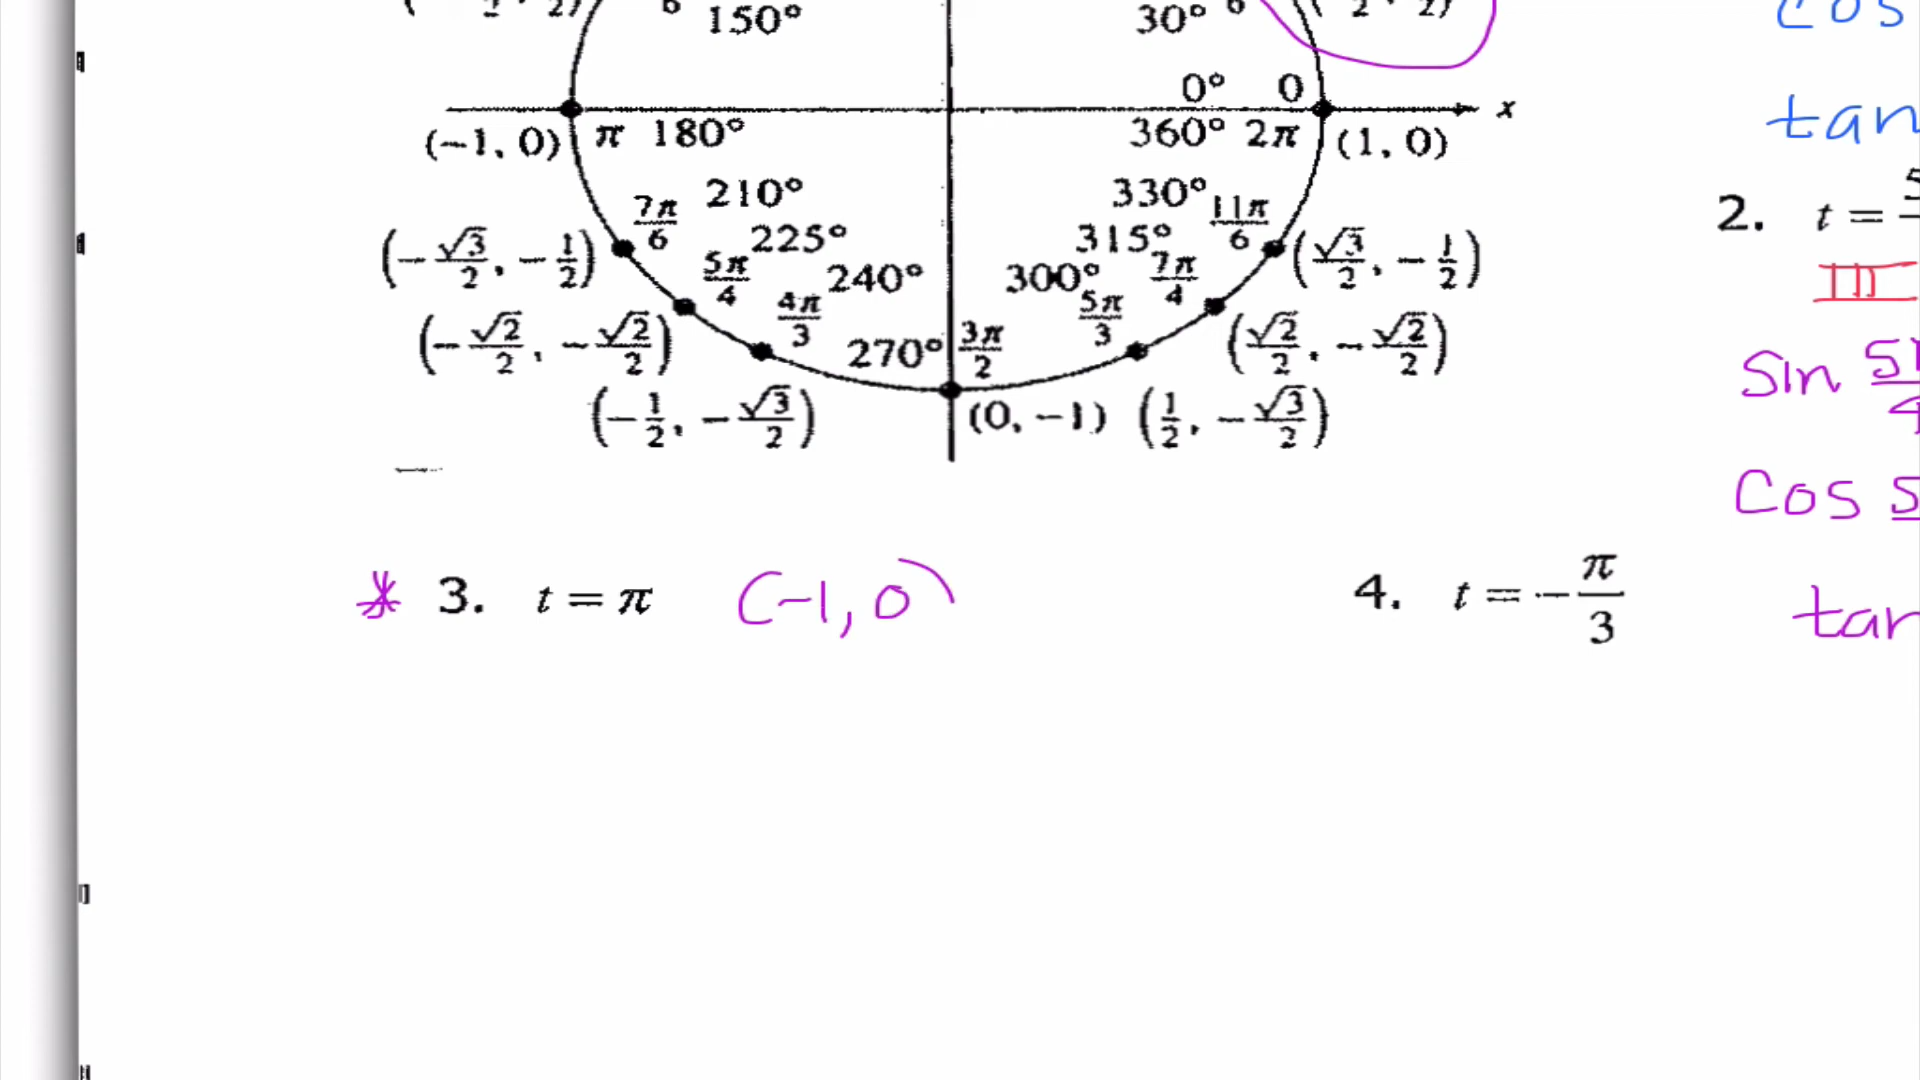 150° 30°
cos
0° 0
x
(−1, 0) π 180° 360° 2π (1, 0)
tan
7π/6 210° 330° 11π/6
2. t =
(−√3/2, −1/2) 225° 315° (√3/2, −1/2)
5π/4 240° 300° 7π/4
III
4π/3 5π/3
(−√2/2, −√2/2) 270° 3π/2 (√2/2, −√2/2)
sin
(−1/2, −√3/2) (0, −1) (1/2, −√3/2)
cos
* 3. t = π (−1, 0) 4. t = −π/3